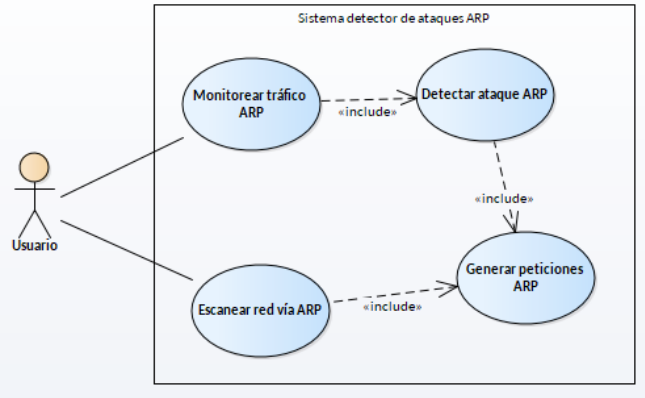 Sistema detector de ataques ARP
Monitorear tráfico
ARP
«include»
Detectar ataque ARP
«include»
Usuario
Escanear red vía ARP
«include»
Generar peticiones
ARP